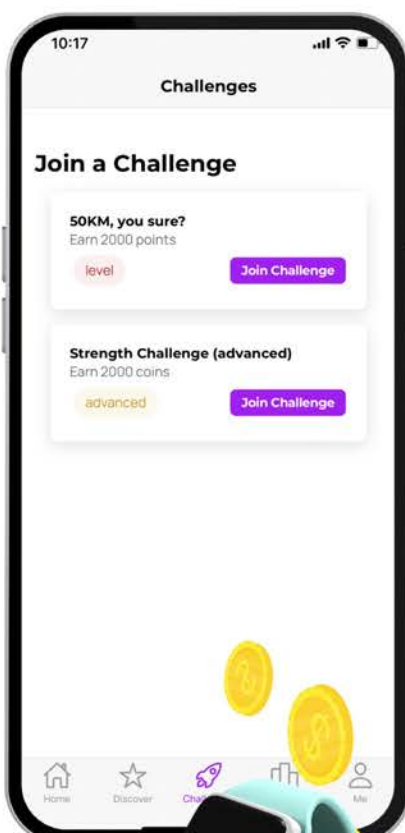 10:17
Challenges
Join a Challenge
50KM, you sure?
Earn 2000 points
level
Join Challenge
Strength Challenge (advanced)
Earn 2000 coins
advanced
Join Challenge
Home
Discover
Me